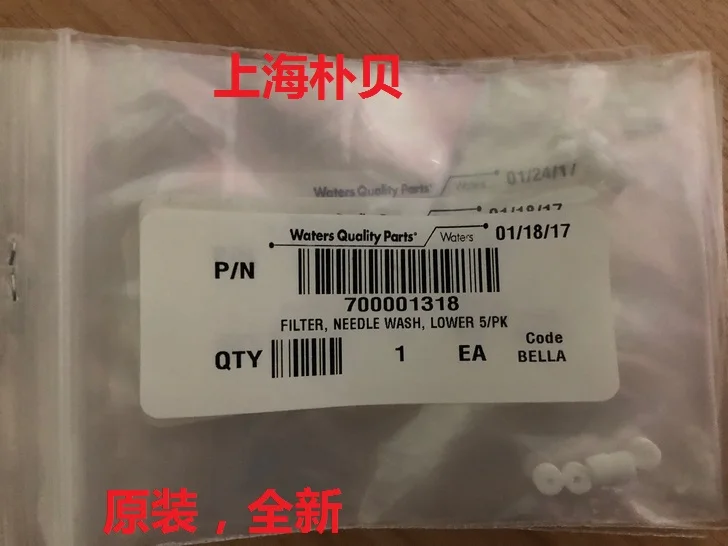 上海朴贝
Waters Quality Parts Waters 01/24/17
01/18/17
Waters Quality Parts® Waters 01/18/17
P/N
700001318
FILTER, NEEDLE WASH, LOWER 5/PK
QTY 1 EA Code
BELLA
原装，全新